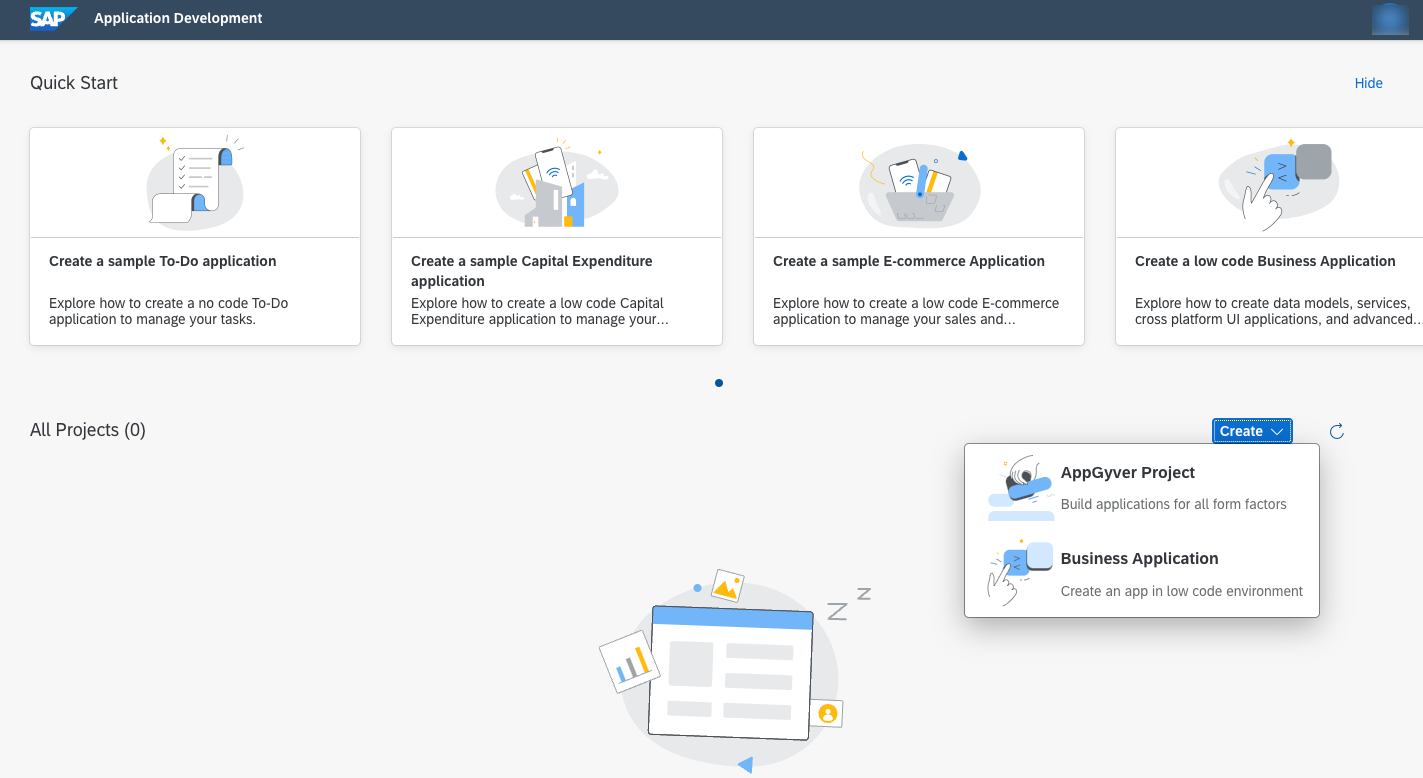 SAP Application Development
Quick Start
Hide
Create a sample To-Do application
Explore how to create a no code To-Do
application to manage your tasks.
Create a sample Capital Expenditure
application
Explore how to create a low code Capital
Expenditure application to manage your...
Create a sample E-commerce Application
Explore how to create a low code E-commerce
application to manage your sales and...
Create a low code Business Application
Explore how to create data models, services,
cross platform UI applications, and advanced...
All Projects (0)
Create
AppGyver Project
Build applications for all form factors
Business Application
Create an app in low code environment
Z
Z